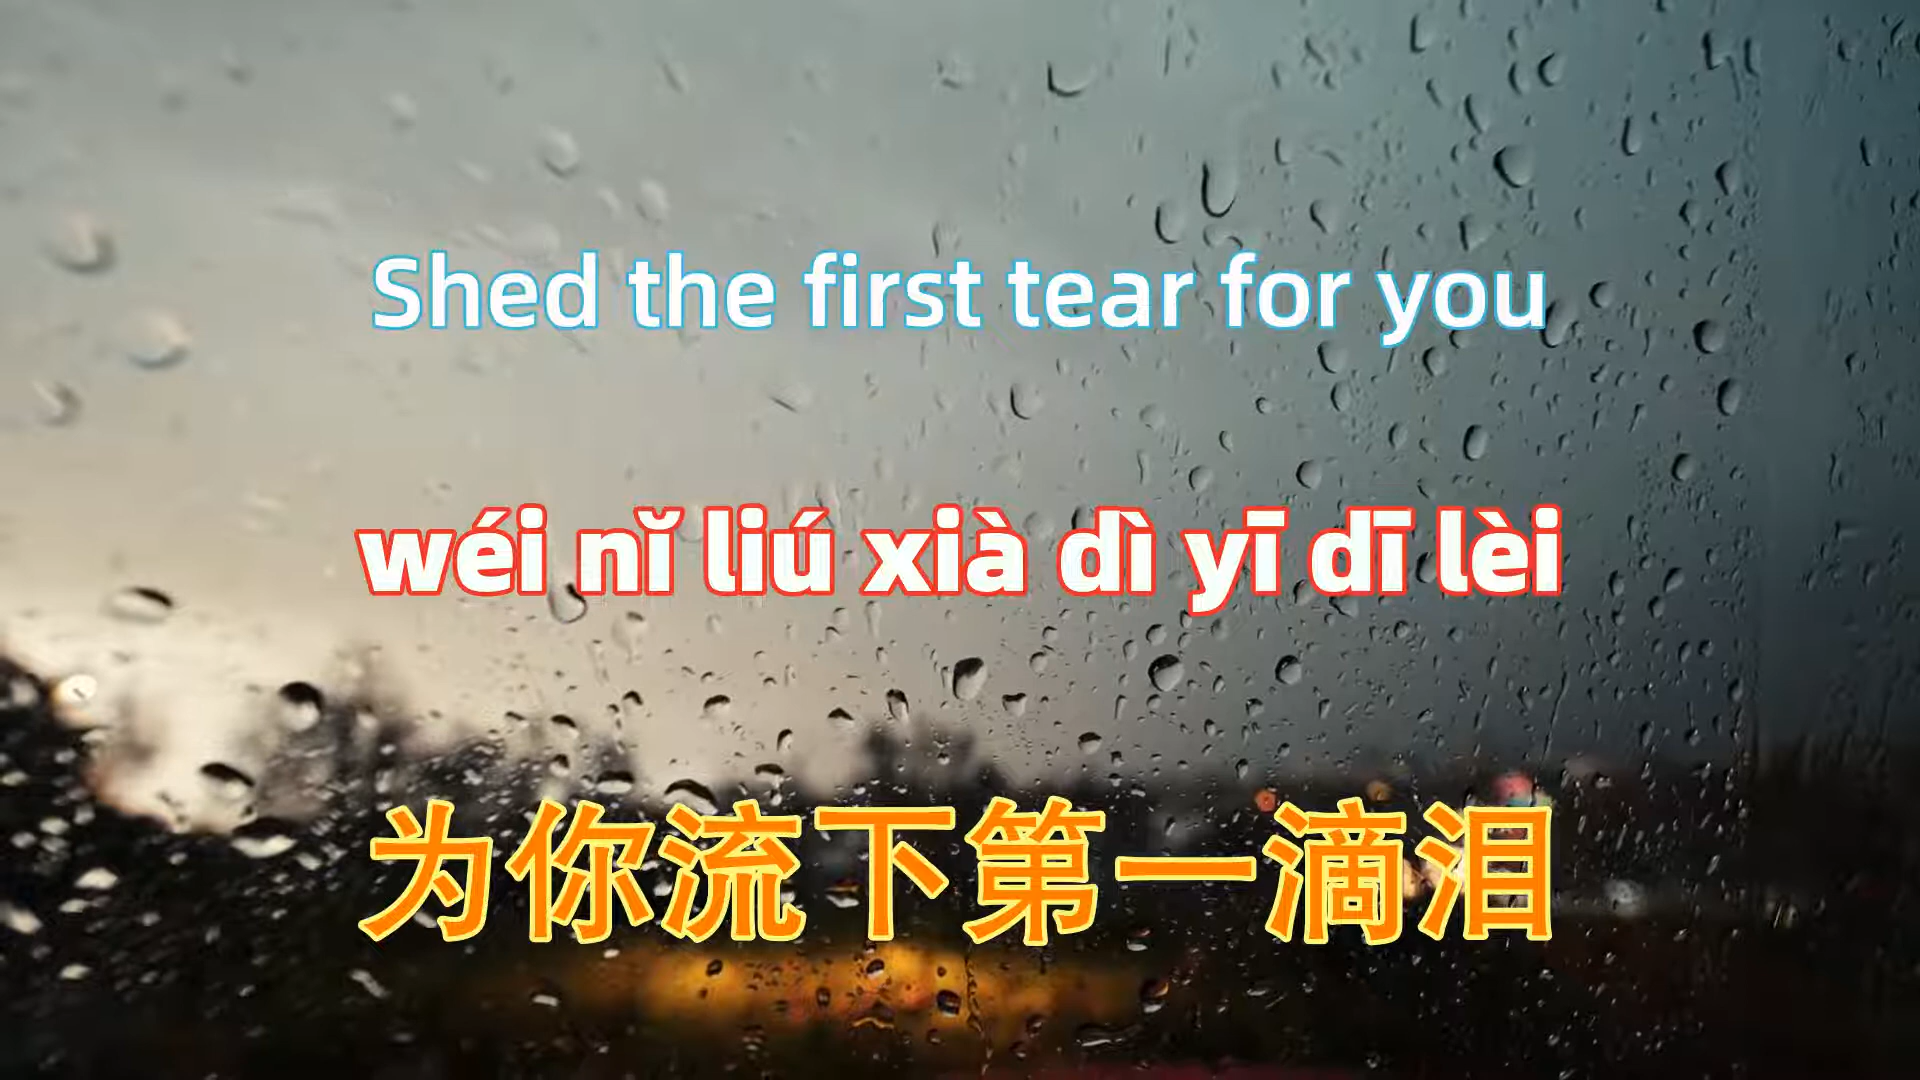 Shed the first tear for you
wéi nǐ liú xià dì yī dī lèi
为你流下第一滴泪